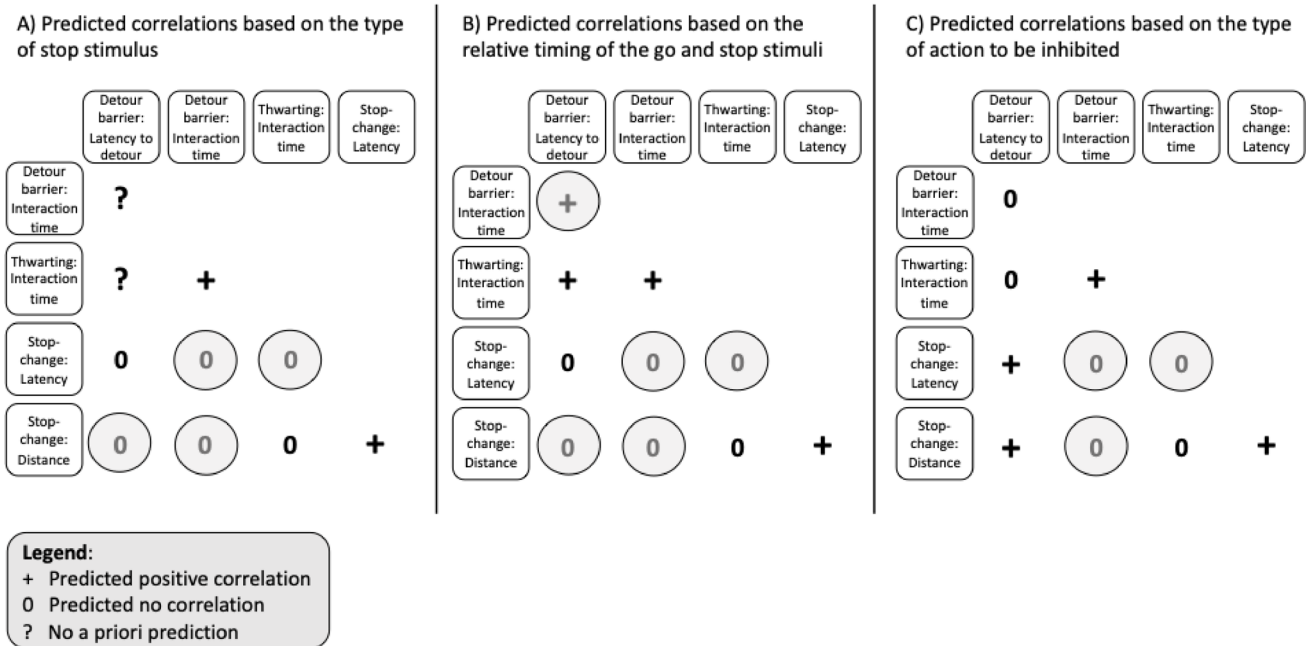 A) Predicted correlations based on the type
of stop stimulus
Detour
barrier:
Latency to
detour
Detour
barrier:
Interaction
time
Thwarting:
Interaction
time
Stop-
change:
Latency
Detour
barrier:
Interaction
time
?
Thwarting:
Interaction
time
? +
Stop-
change:
Latency
0 0 0
Stop-
change:
Distance
0 0 0 +
B) Predicted correlations based on the
relative timing of the go and stop stimuli
Detour
barrier:
Latency to
detour
Detour
barrier:
Interaction
time
Thwarting:
Interaction
time
Stop-
change:
Latency
Detour
barrier:
Interaction
time
+
Thwarting:
Interaction
time
+ +
Stop-
change:
Latency
0 0 0
Stop-
change:
Distance
0 0 0 +
C) Predicted correlations based on the type
of action to be inhibited
Detour
barrier:
Latency to
detour
Detour
barrier:
Interaction
time
Thwarting:
Interaction
time
Stop-
change:
Latency
Detour
barrier:
Interaction
time
0
Thwarting:
Interaction
time
0 +
Stop-
change:
Latency
+ 0 0
Stop-
change:
Distance
+ 0 0 +
Legend:
+ Predicted positive correlation
0 Predicted no correlation
? No a priori prediction